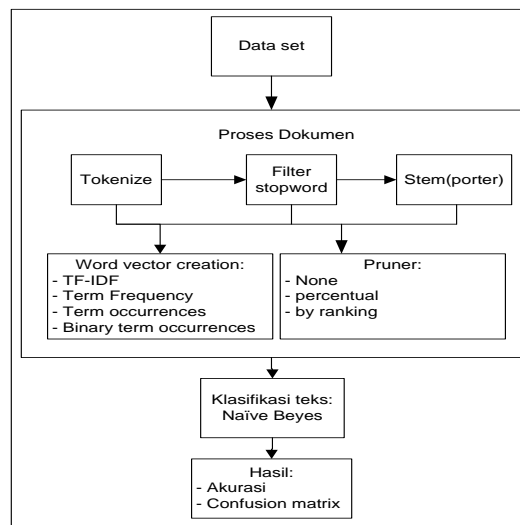 Data set
Proses Dokumen
Tokenize
Filter
stopword
Stem(porter)
Word vector creation:
- TF-IDF
- Term Frequency
- Term occurrences
- Binary term occurrences
Pruner:
- None
- percentual
- by ranking
Klasifikasi teks:
Naïve Beyes
Hasil:
- Akurasi
- Confusion matrix